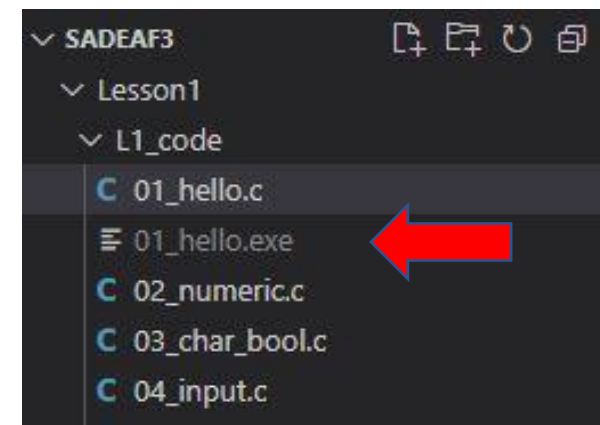 SADEAF3
Lesson1
L1_code
C 01_hello.c
01_hello.exe
C 02_numeric.c
C 03_char_bool.c
C 04_input.c